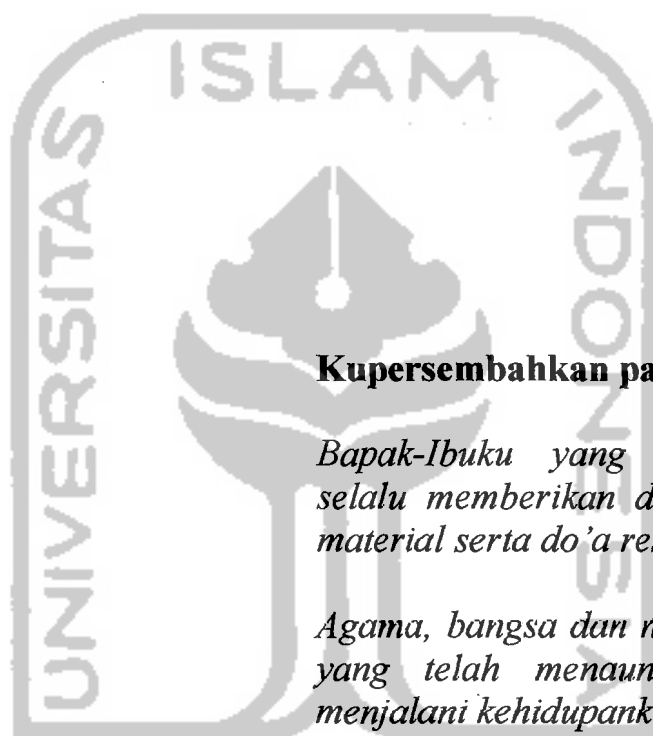 ISLAM
UNIVERSITAS
INDONESIA
Kupersembahkan pa
Bapak-Ibuku yang
selalu memberikan d
material serta do'a re
Agama, bangsa dan n
yang telah menaun
menjalani kehidupank